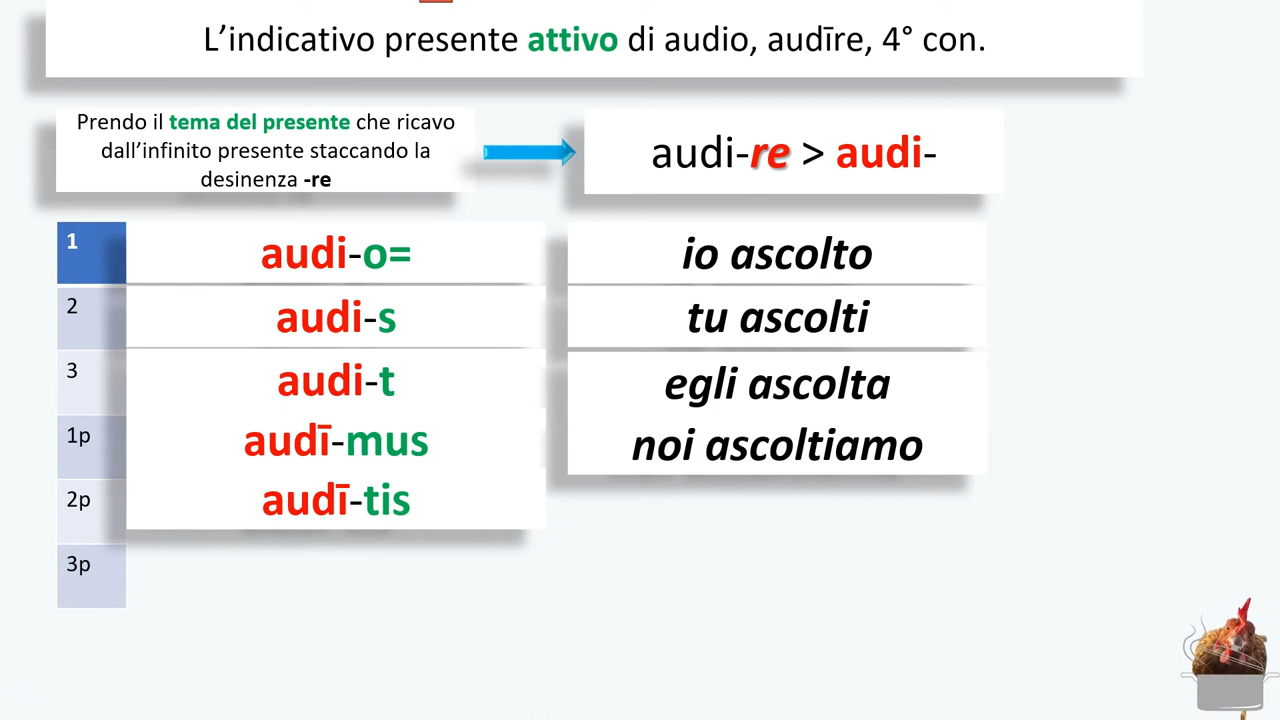 L’indicativo presente attivo di audio, audīre, 4° con.
Prendo il tema del presente che ricavo
dall’infinito presente staccando la
desinenza -re
audi-re > audi-
1 audi-o= io ascolto
2 audi-s tu ascolti
3 audi-t egli ascolta
1p audī-mus noi ascoltiamo
2p audī-tis
3p